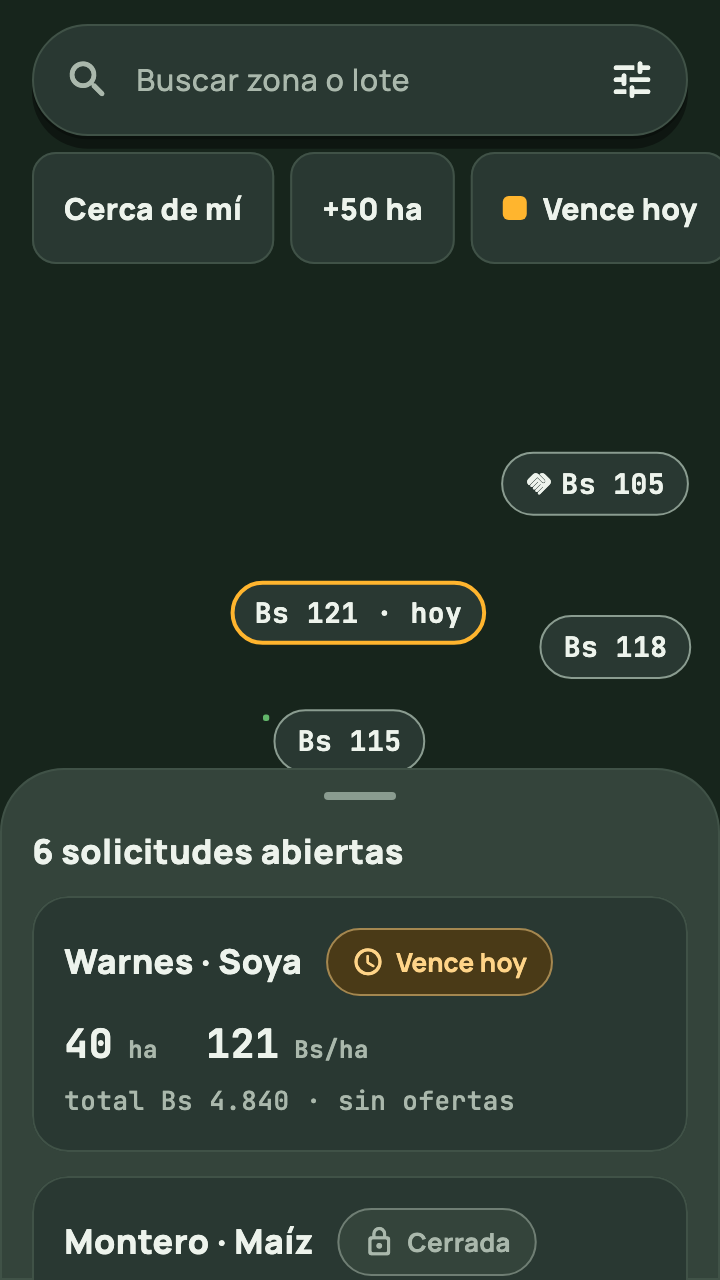 Buscar zona o lote
Cerca de mí
+50 ha
Vence hoy
Bs 105
Bs 121 · hoy
Bs 118
Bs 115
6 solicitudes abiertas
Warnes · Soya
Vence hoy
40 ha 121 Bs/ha
total Bs 4.840 · sin ofertas
Montero · Maíz
Cerrada